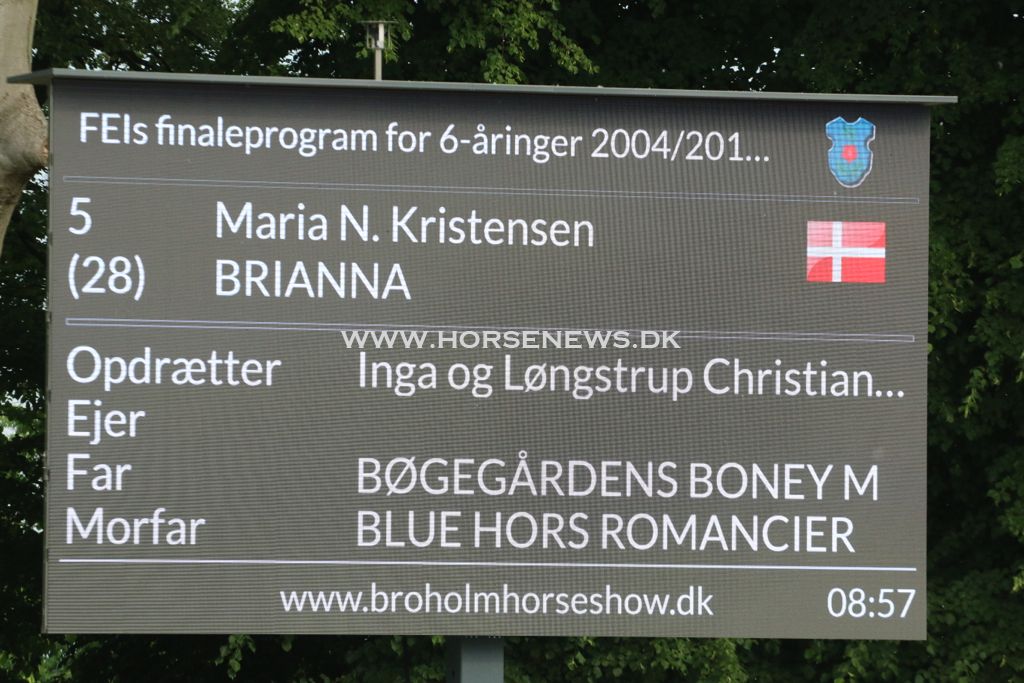 FEIs finaleprogram for 6-åringer 2004/201...
5 Maria N. Kristensen
(28) BRIANNA
WWW.HORSENEWS.DK
Opdrætter Inga og Løngstrup Christian...
Ejer
Far BØGEGÅRDENS BONEY M
Morfar BLUE HORS ROMANCIER
www.broholmhorseshow.dk 08:57